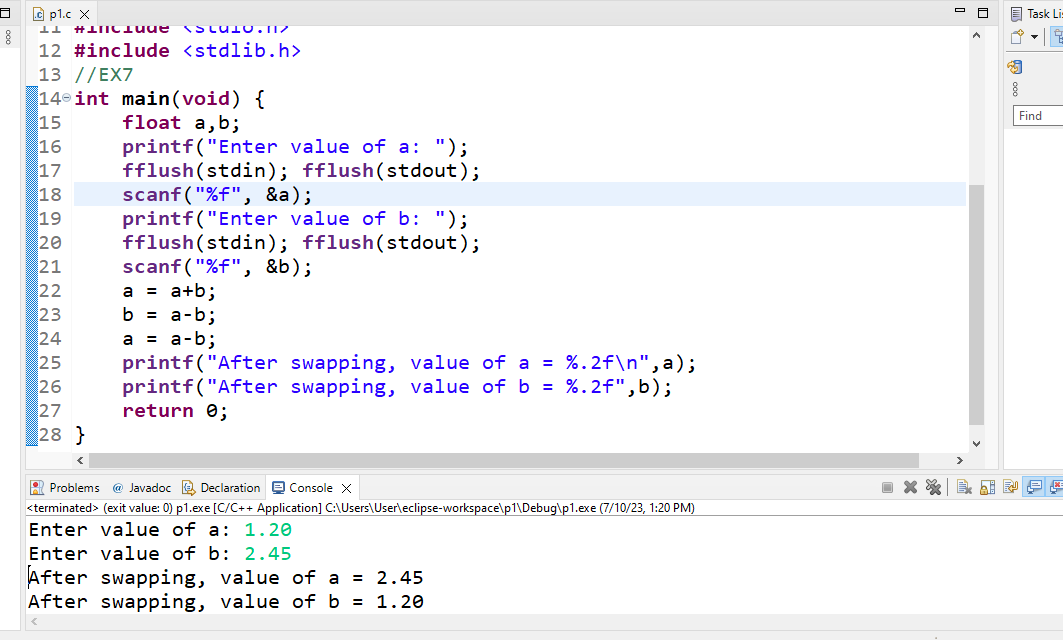 p1.c
Task Lis
11 #include <stdio.h>
12 #include <stdlib.h>
13 //EX7
14 int main(void) {
15 float a,b;
16 printf("Enter value of a: ");
17 fflush(stdin); fflush(stdout);
18 scanf("%f", &a);
19 printf("Enter value of b: ");
20 fflush(stdin); fflush(stdout);
21 scanf("%f", &b);
22 a = a+b;
23 b = a-b;
24 a = a-b;
25 printf("After swapping, value of a = %.2f\n",a);
26 printf("After swapping, value of b = %.2f",b);
27 return 0;
28 }
Find
Problems @ Javadoc Declaration Console
<terminated> (exit value: 0) p1.exe [C/C++ Application] C:\Users\User\eclipse-workspace\p1\Debug\p1.exe (7/10/23, 1:20 PM)
Enter value of a: 1.20
Enter value of b: 2.45
After swapping, value of a = 2.45
After swapping, value of b = 1.20